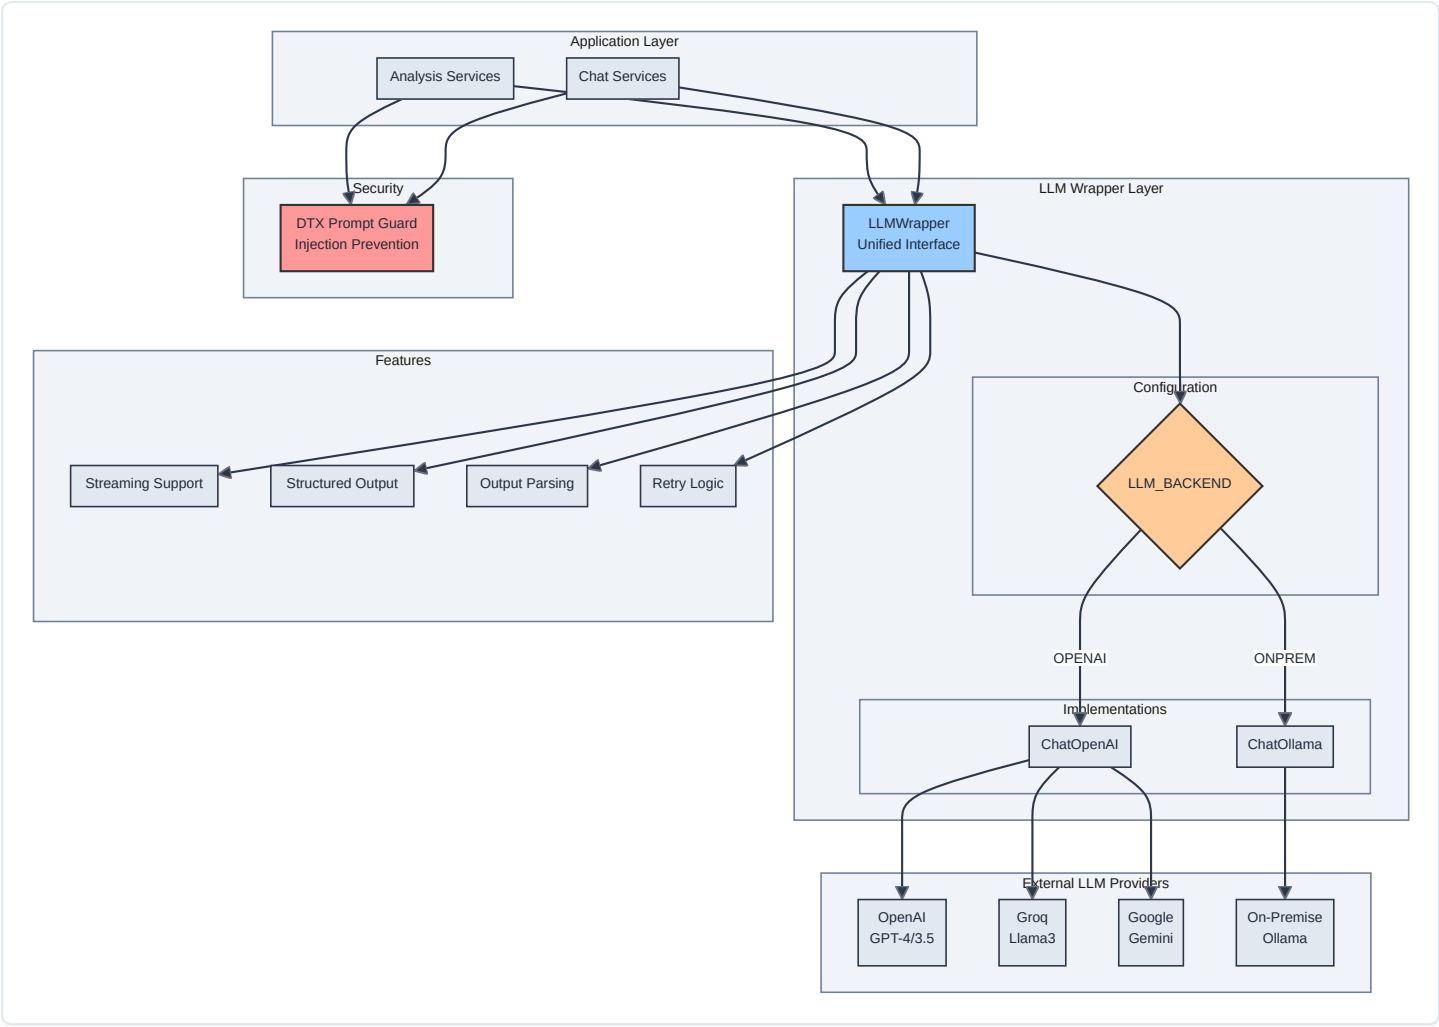 Application Layer
Analysis Services
Chat Services
Security
DTX Prompt Guard
Injection Prevention
LLM Wrapper Layer
LLMWrapper
Unified Interface
Features
Streaming Support
Structured Output
Output Parsing
Retry Logic
Configuration
LLM_BACKEND
OPENAI
ONPREM
Implementations
ChatOpenAI
ChatOllama
External LLM Providers
OpenAI
GPT-4/3.5
Groq
Llama3
Google
Gemini
On-Premise
Ollama